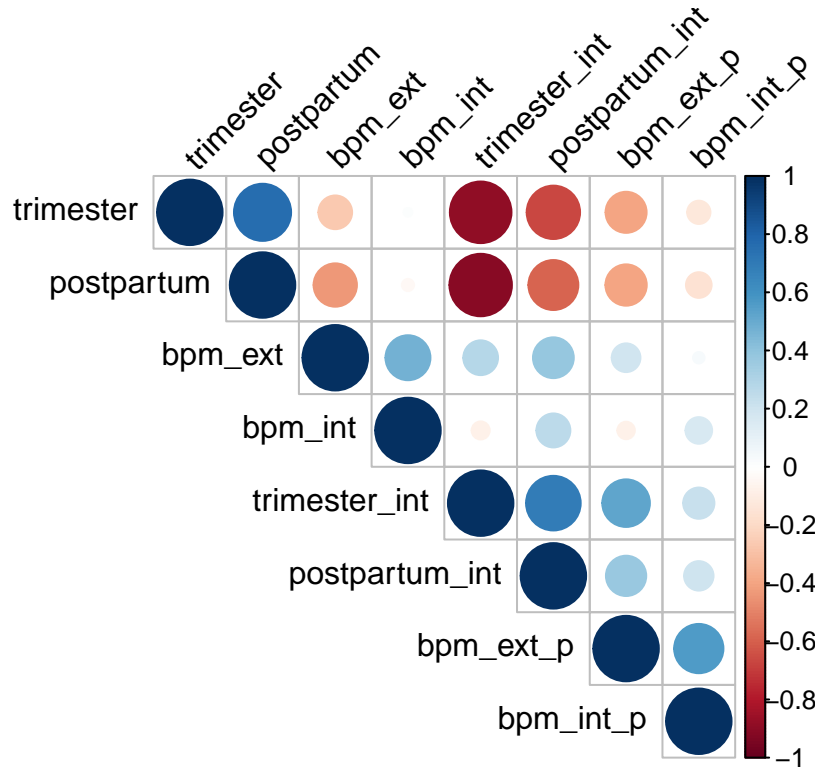 trimester
postpartum
bpm_ext
bpm_int
trimester_int
postpartum_int
bpm_ext_p
bpm_int_p
trimester
postpartum
bpm_ext
bpm_int
trimester_int
postpartum_int
bpm_ext_p
bpm_int_p
1
0.8
0.6
0.4
0.2
0
−0.2
−0.4
−0.6
−0.8
−1